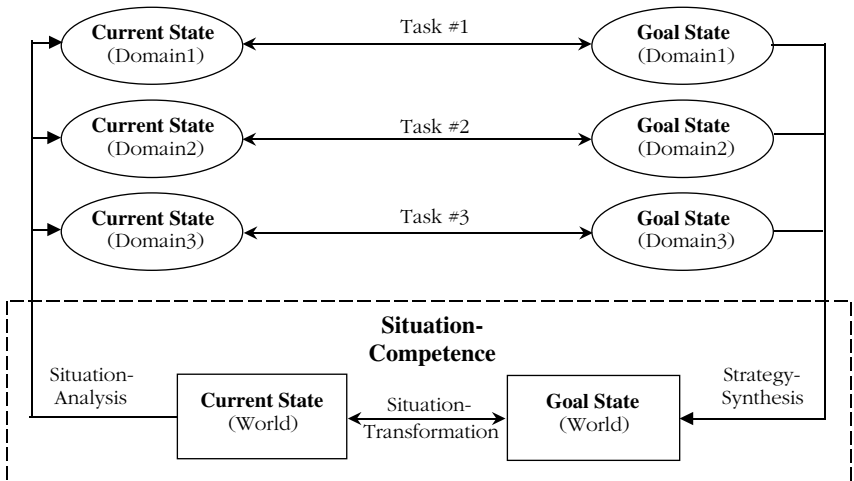 Current State
(Domain1)
Task #1
Goal State
(Domain1)
Current State
(Domain2)
Task #2
Goal State
(Domain2)
Current State
(Domain3)
Task #3
Goal State
(Domain3)
Situation-
Competence
Situation-
Analysis
Current State
(World)
Situation-
Transformation
Goal State
(World)
Strategy-
Synthesis